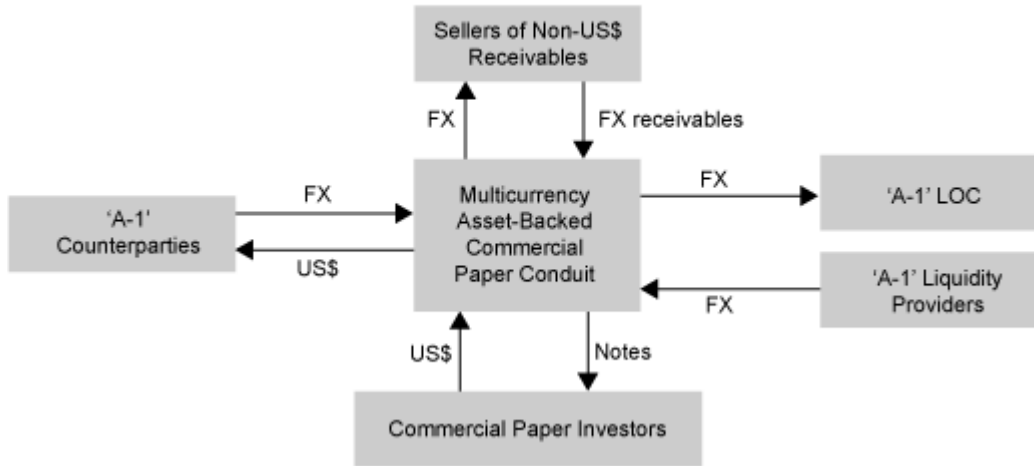 Sellers of Non-US$
Receivables
FX
FX receivables
Multicurrency
Asset-Backed
Commercial
Paper Conduit
FX
'A-1'
Counterparties
US$
FX
'A-1' LOC
'A-1' Liquidity
Providers
FX
US$
Notes
Commercial Paper Investors